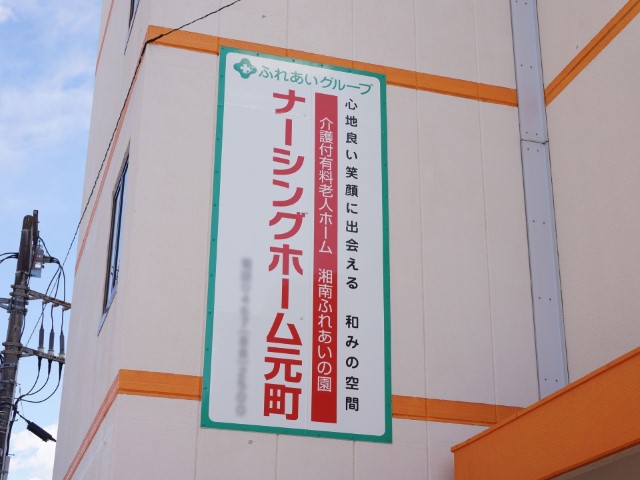 ふれあいグループ
心地良い笑顔に出会える 和みの空間
介護付有料老人ホーム 湘南ふれあいの園
ナーシングホーム元町